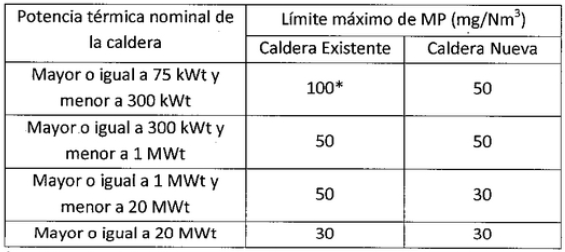 Potencia térmica nominal de
la caldera
Límite máximo de MP (mg/Nm³)
Caldera Existente
Caldera Nueva
Mayor o igual a 75 kWt y
menor a 300 kWt
100*
50
Mayor o igual a 300 kWt y
menor a 1 MWt
50
50
Mayor o igual a 1 MWt y
menor a 20 MWt
50
30
Mayor o igual a 20 MWt
30
30